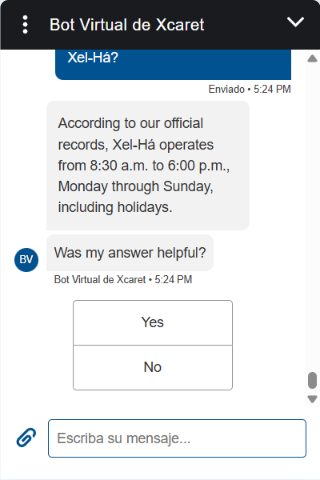 Bot Virtual de Xcaret
Xel-Há?
Enviado • 5:24 PM
According to our official
records, Xel-Há operates
from 8:30 a.m. to 6:00 p.m.,
Monday through Sunday,
including holidays.
Was my answer helpful?
BV
Bot Virtual de Xcaret • 5:24 PM
Yes
No
Escriba su mensaje...